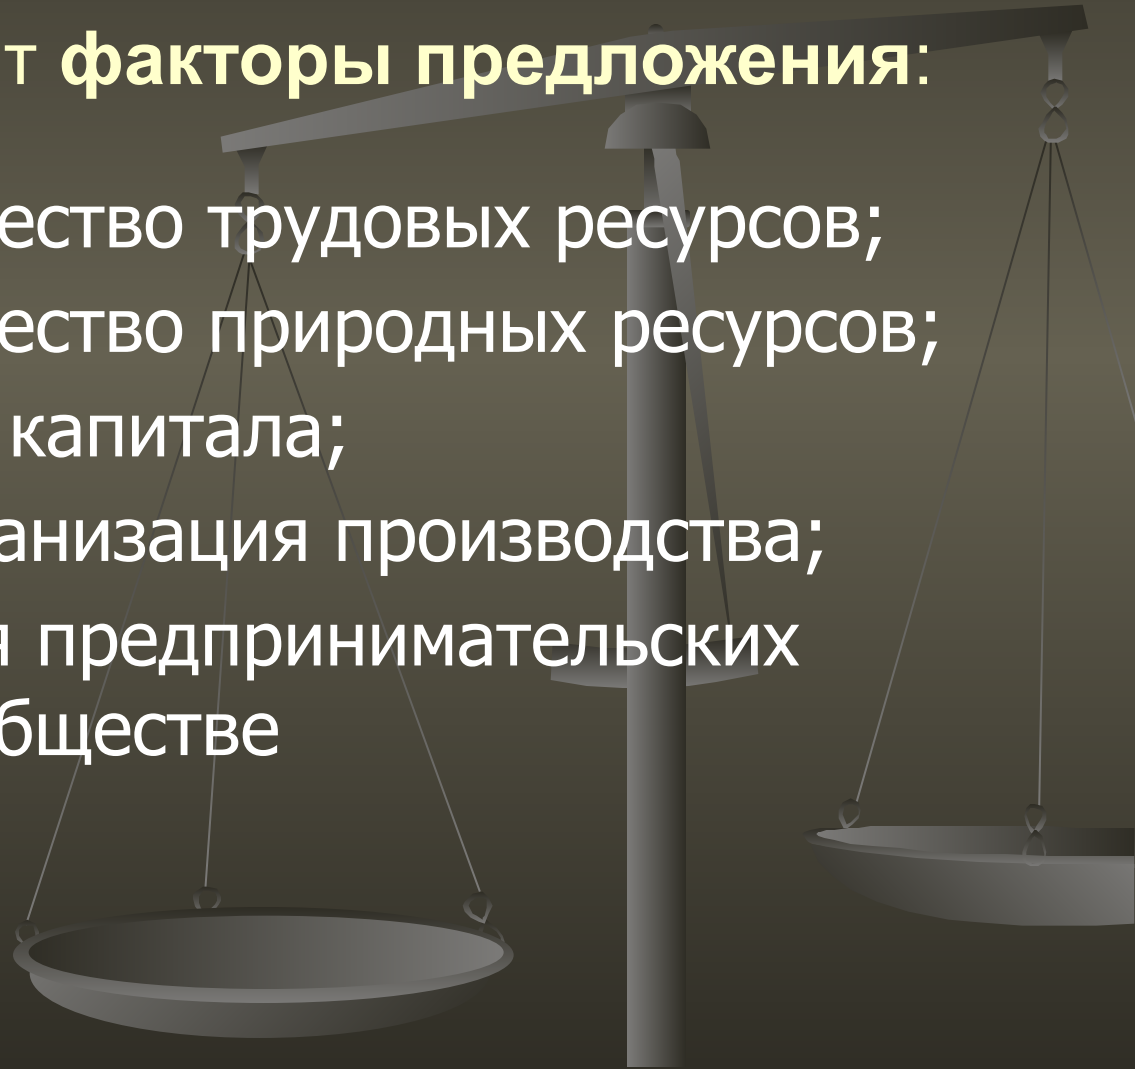 т факторы предложения:
ество трудовых ресурсов;
ество природных ресурсов;
капитала;
анизация производства;
я предпринимательских
бществе